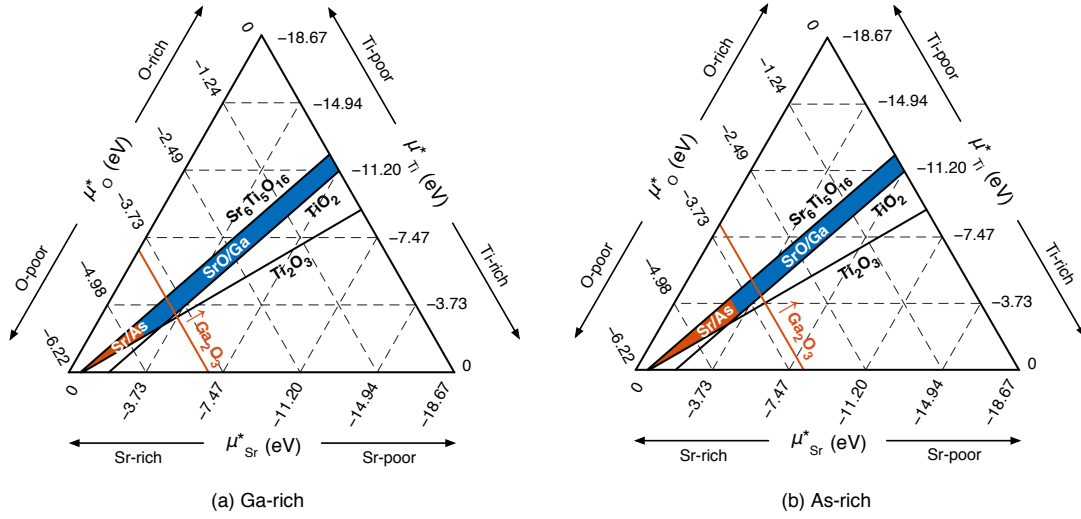 0
−18.67
O-rich
Ti-poor
−1.24
−14.94
−2.49
μ*O (eV)
μ*Ti (eV)
−11.20
Sr6Ti5O16
TiO2
−3.73
−7.47
SrO/Ga
Ti2O3
O-poor
Ti-rich
−4.98
−3.73
Sr/As
↑Ga2O3
−6.22
0
0
−3.73
−7.47
−11.20
−14.94
−18.67
μ*Sr (eV)
Sr-rich
Sr-poor
(a) Ga-rich
0
−18.67
O-rich
Ti-poor
−1.24
−14.94
−2.49
μ*O (eV)
μ*Ti (eV)
−11.20
Sr6Ti5O16
TiO2
−3.73
−7.47
SrO/Ga
Ti2O3
O-poor
Ti-rich
−4.98
−3.73
Sr/As
↑Ga2O3
−6.22
0
0
−3.73
−7.47
−11.20
−14.94
−18.67
μ*Sr (eV)
Sr-rich
Sr-poor
(b) As-rich